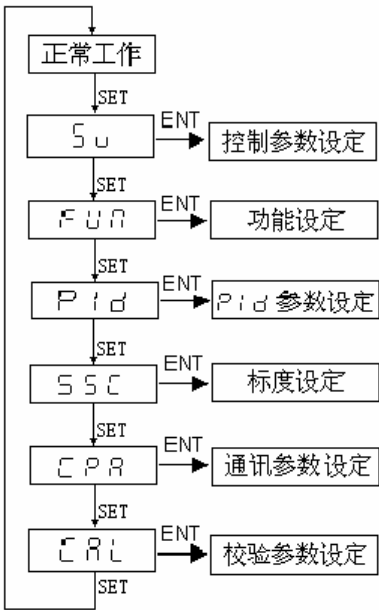 正常工作
SET
Su ENT 控制参数设定
SET
FUN ENT 功能设定
SET
PId ENT PId参数设定
SET
SSC ENT 标度设定
SET
CPA ENT 通讯参数设定
SET
CAL ENT 校验参数设定
SET